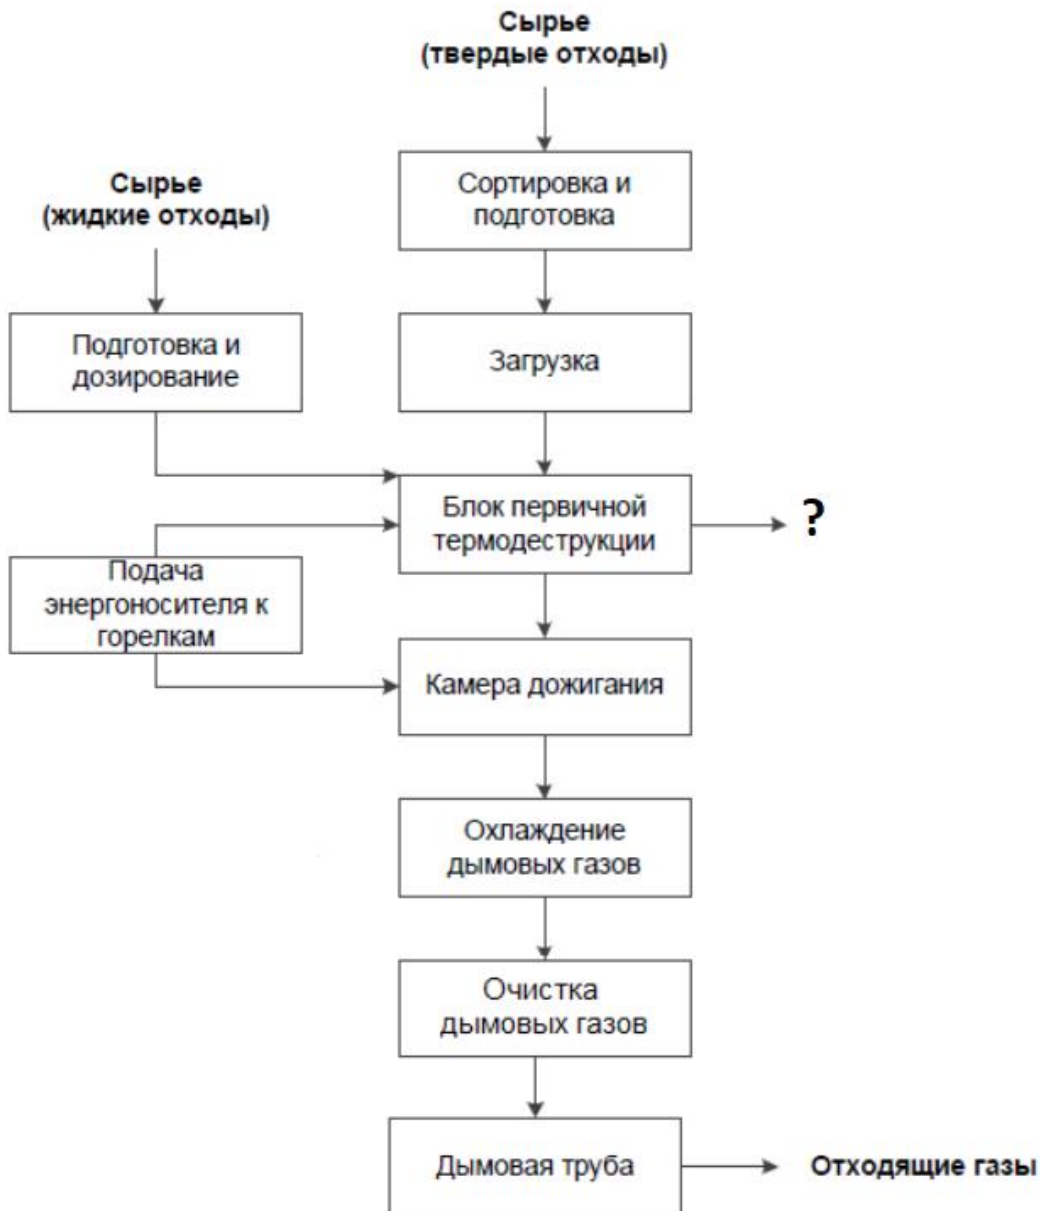 Сырье
(твердые отходы)
Сырье
(жидкие отходы)
Сортировка и
подготовка
Подготовка и
дозирование
Загрузка
Блок первичной
термодеструкции
?
Подача
энергоносителя к
горелкам
Камера дожигания
Охлаждение
дымовых газов
Очистка
дымовых газов
Дымовая труба
Отходящие газы